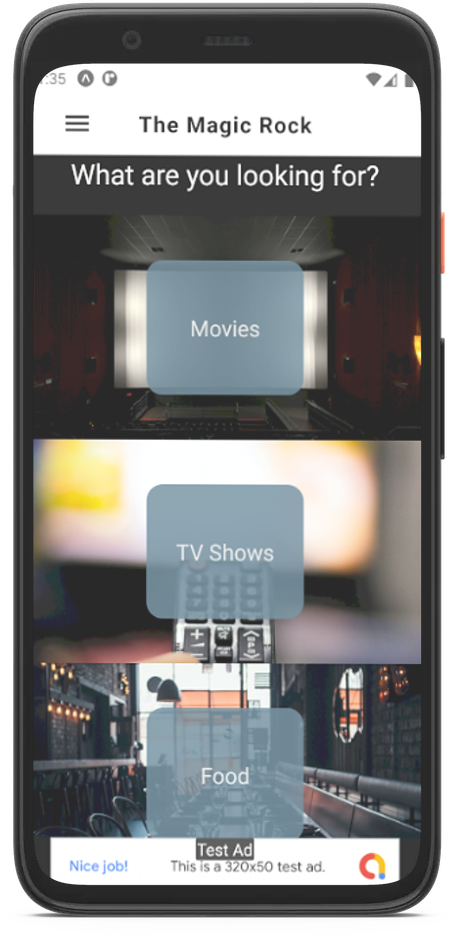 :35
The Magic Rock
What are you looking for?
Movies
TV Shows
Food
Test Ad
Nice job!
This is a 320x50 test ad.